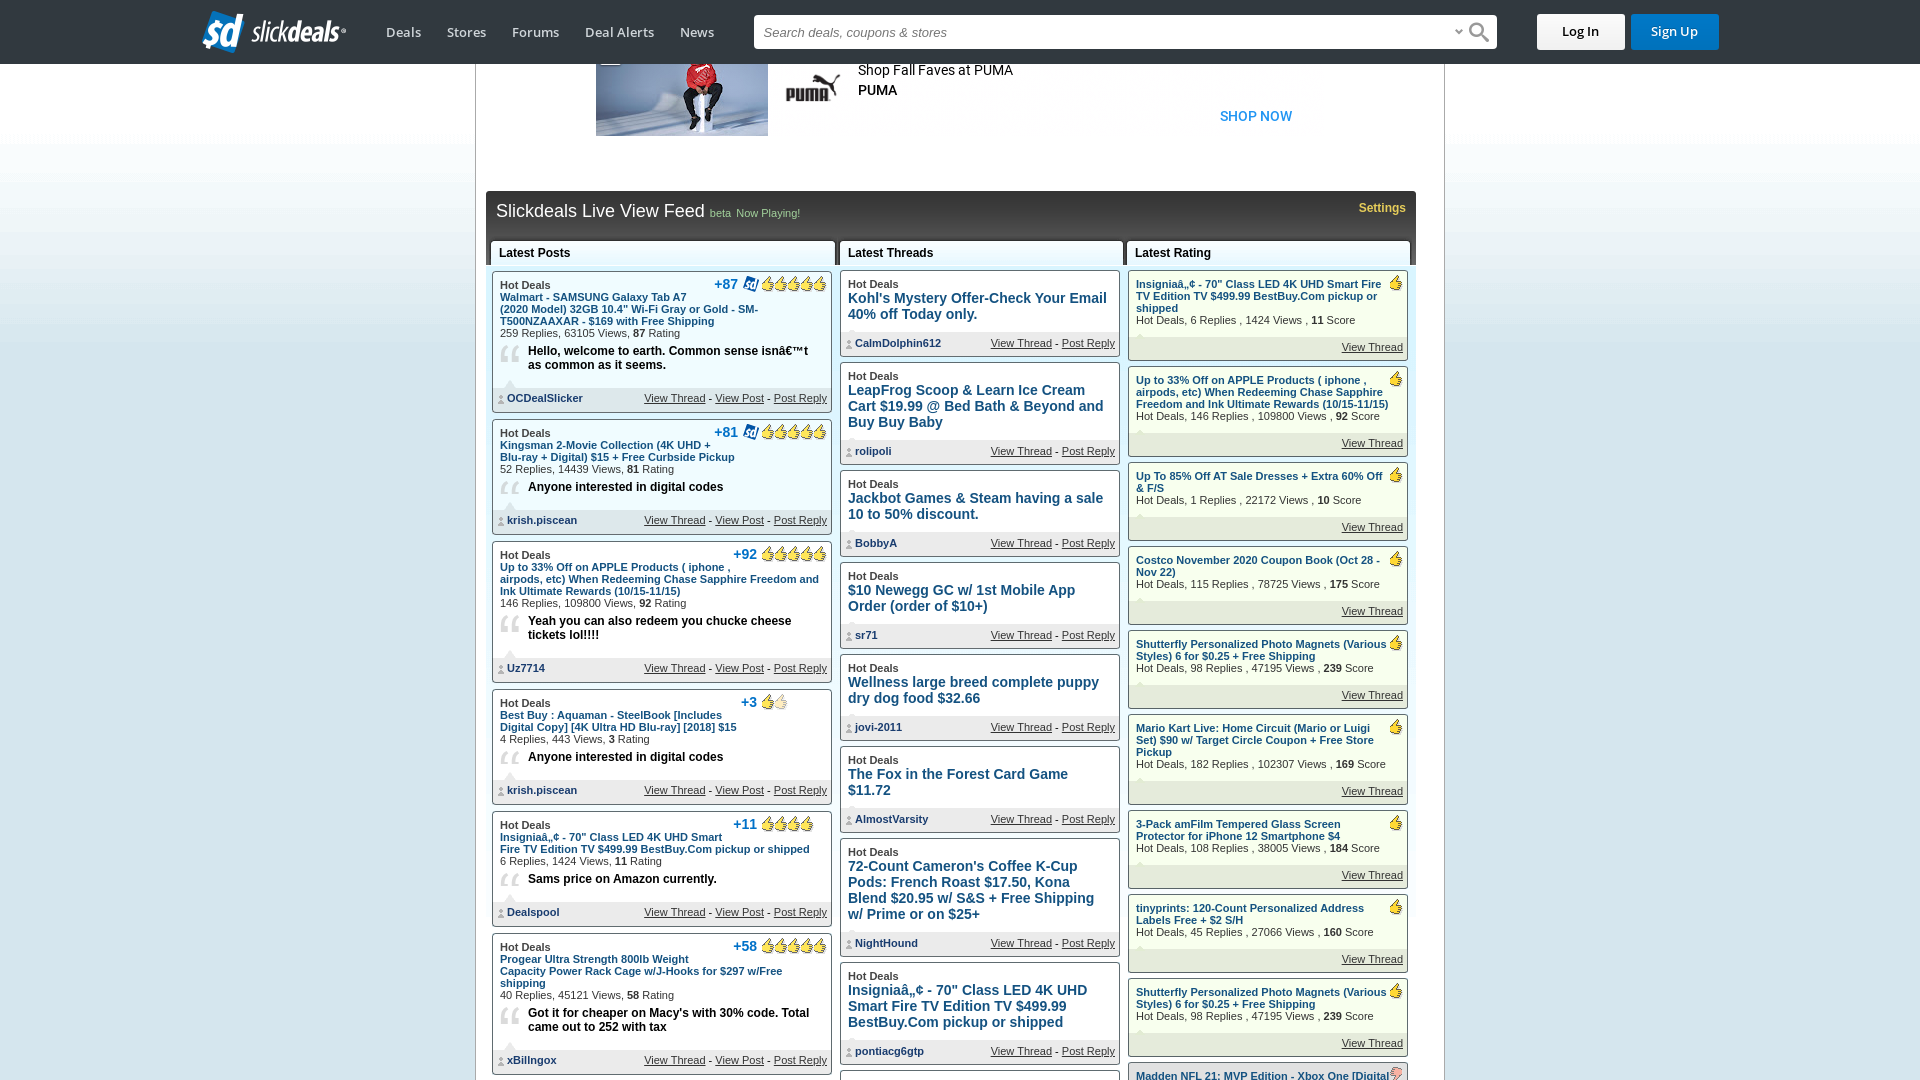 sd slickdeals
Deals
Stores
Forums
Deal Alerts
News
Search deals, coupons & stores
Log In
Sign Up
PUMA
Shop Fall Faves at PUMA
PUMA
SHOP NOW
Slickdeals Live View Feed beta Now Playing!
Settings
Latest Posts
Hot Deals +87
Walmart - SAMSUNG Galaxy Tab A7
(2020 Model) 32GB 10.4" Wi-Fi Gray or Gold - SM-
T500NZAAXAR - $169 with Free Shipping
259 Replies, 63105 Views, 87 Rating
Hello, welcome to earth. Common sense isnâ€™t
as common as it seems.
OCDealSlicker View Thread - View Post - Post Reply
Hot Deals +81
Kingsman 2-Movie Collection (4K UHD +
Blu-ray + Digital) $15 + Free Curbside Pickup
52 Replies, 14439 Views, 81 Rating
Anyone interested in digital codes
krish.piscean View Thread - View Post - Post Reply
Hot Deals +92
Up to 33% Off on APPLE Products ( iphone ,
airpods, etc) When Redeeming Chase Sapphire Freedom and
Ink Ultimate Rewards (10/15-11/15)
146 Replies, 109800 Views, 92 Rating
Yeah you can also redeem you chucke cheese
tickets lol!!!!
Uz7714 View Thread - View Post - Post Reply
Hot Deals +3
Best Buy : Aquaman - SteelBook [Includes
Digital Copy] [4K Ultra HD Blu-ray] [2018] $15
4 Replies, 443 Views, 3 Rating
Anyone interested in digital codes
krish.piscean View Thread - View Post - Post Reply
Hot Deals +11
Insigniaâ„¢ - 70" Class LED 4K UHD Smart
Fire TV Edition TV $499.99 BestBuy.Com pickup or shipped
6 Replies, 1424 Views, 11 Rating
Sams price on Amazon currently.
Dealspool View Thread - View Post - Post Reply
Hot Deals +58
Progear Ultra Strength 800lb Weight
Capacity Power Rack Cage w/J-Hooks for $297 w/Free
shipping
40 Replies, 45121 Views, 58 Rating
Got it for cheaper on Macy's with 30% code. Total
came out to 252 with tax
xBillngox View Thread - View Post - Post Reply
Latest Threads
Hot Deals
Kohl's Mystery Offer-Check Your Email
40% off Today only.
CalmDolphin612 View Thread - Post Reply
Hot Deals
LeapFrog Scoop & Learn Ice Cream
Cart $19.99 @ Bed Bath & Beyond and
Buy Buy Baby
rolipoli View Thread - Post Reply
Hot Deals
Jackbot Games & Steam having a sale
10 to 50% discount.
BobbyA View Thread - Post Reply
Hot Deals
$10 Newegg GC w/ 1st Mobile App
Order (order of $10+)
sr71 View Thread - Post Reply
Hot Deals
Wellness large breed complete puppy
dry dog food $32.66
jovi-2011 View Thread - Post Reply
Hot Deals
The Fox in the Forest Card Game
$11.72
AlmostVarsity View Thread - Post Reply
Hot Deals
72-Count Cameron's Coffee K-Cup
Pods: French Roast $17.50, Kona
Blend $20.95 w/ S&S + Free Shipping
w/ Prime or on $25+
NightHound View Thread - Post Reply
Hot Deals
Insigniaâ„¢ - 70" Class LED 4K UHD
Smart Fire TV Edition TV $499.99
BestBuy.Com pickup or shipped
pontiacg6gtp View Thread - Post Reply
Latest Rating
Insigniaâ„¢ - 70" Class LED 4K UHD Smart Fire
TV Edition TV $499.99 BestBuy.Com pickup or
shipped
Hot Deals, 6 Replies , 1424 Views , 11 Score
View Thread
Up to 33% Off on APPLE Products ( iphone ,
airpods, etc) When Redeeming Chase Sapphire
Freedom and Ink Ultimate Rewards (10/15-11/15)
Hot Deals, 146 Replies , 109800 Views , 92 Score
View Thread
Up To 85% Off AT Sale Dresses + Extra 60% Off
& F/S
Hot Deals, 1 Replies , 22172 Views , 10 Score
View Thread
Costco November 2020 Coupon Book (Oct 28 -
Nov 22)
Hot Deals, 115 Replies , 78725 Views , 175 Score
View Thread
Shutterfly Personalized Photo Magnets (Various
Styles) 6 for $0.25 + Free Shipping
Hot Deals, 98 Replies , 47195 Views , 239 Score
View Thread
Mario Kart Live: Home Circuit (Mario or Luigi
Set) $90 w/ Target Circle Coupon + Free Store
Pickup
Hot Deals, 182 Replies , 102307 Views , 169 Score
View Thread
3-Pack amFilm Tempered Glass Screen
Protector for iPhone 12 Smartphone $4
Hot Deals, 108 Replies , 38005 Views , 184 Score
View Thread
tinyprints: 120-Count Personalized Address
Labels Free + $2 S/H
Hot Deals, 45 Replies , 27066 Views , 160 Score
View Thread
Shutterfly Personalized Photo Magnets (Various
Styles) 6 for $0.25 + Free Shipping
Hot Deals, 98 Replies , 47195 Views , 239 Score
View Thread
Madden NFL 21: MVP Edition - Xbox One [Digital